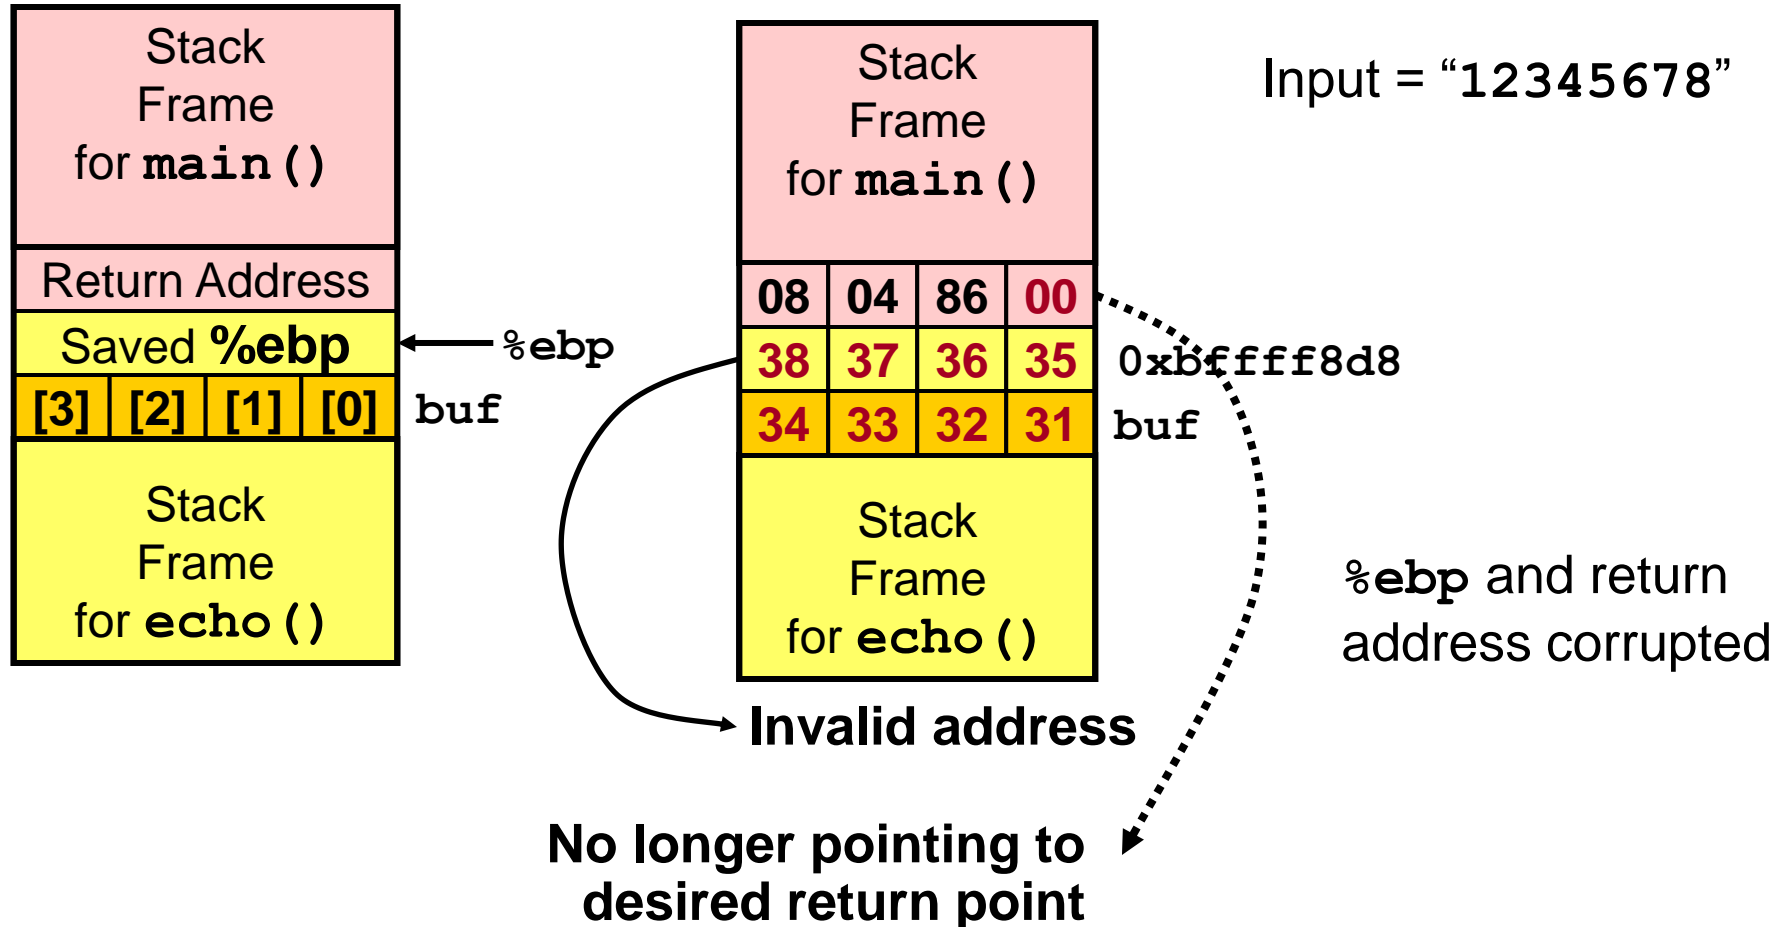 Stack
Frame
for main()
Return Address
Saved %ebp
%ebp
[3] [2] [1] [0]
buf
Stack
Frame
for echo()
Stack
Frame
for main()
08 04 86 00
38 37 36 35
0xbffff8d8
34 33 32 31
buf
Stack
Frame
for echo()
Input = “12345678”
%ebp and return
address corrupted
Invalid address
No longer pointing to
desired return point